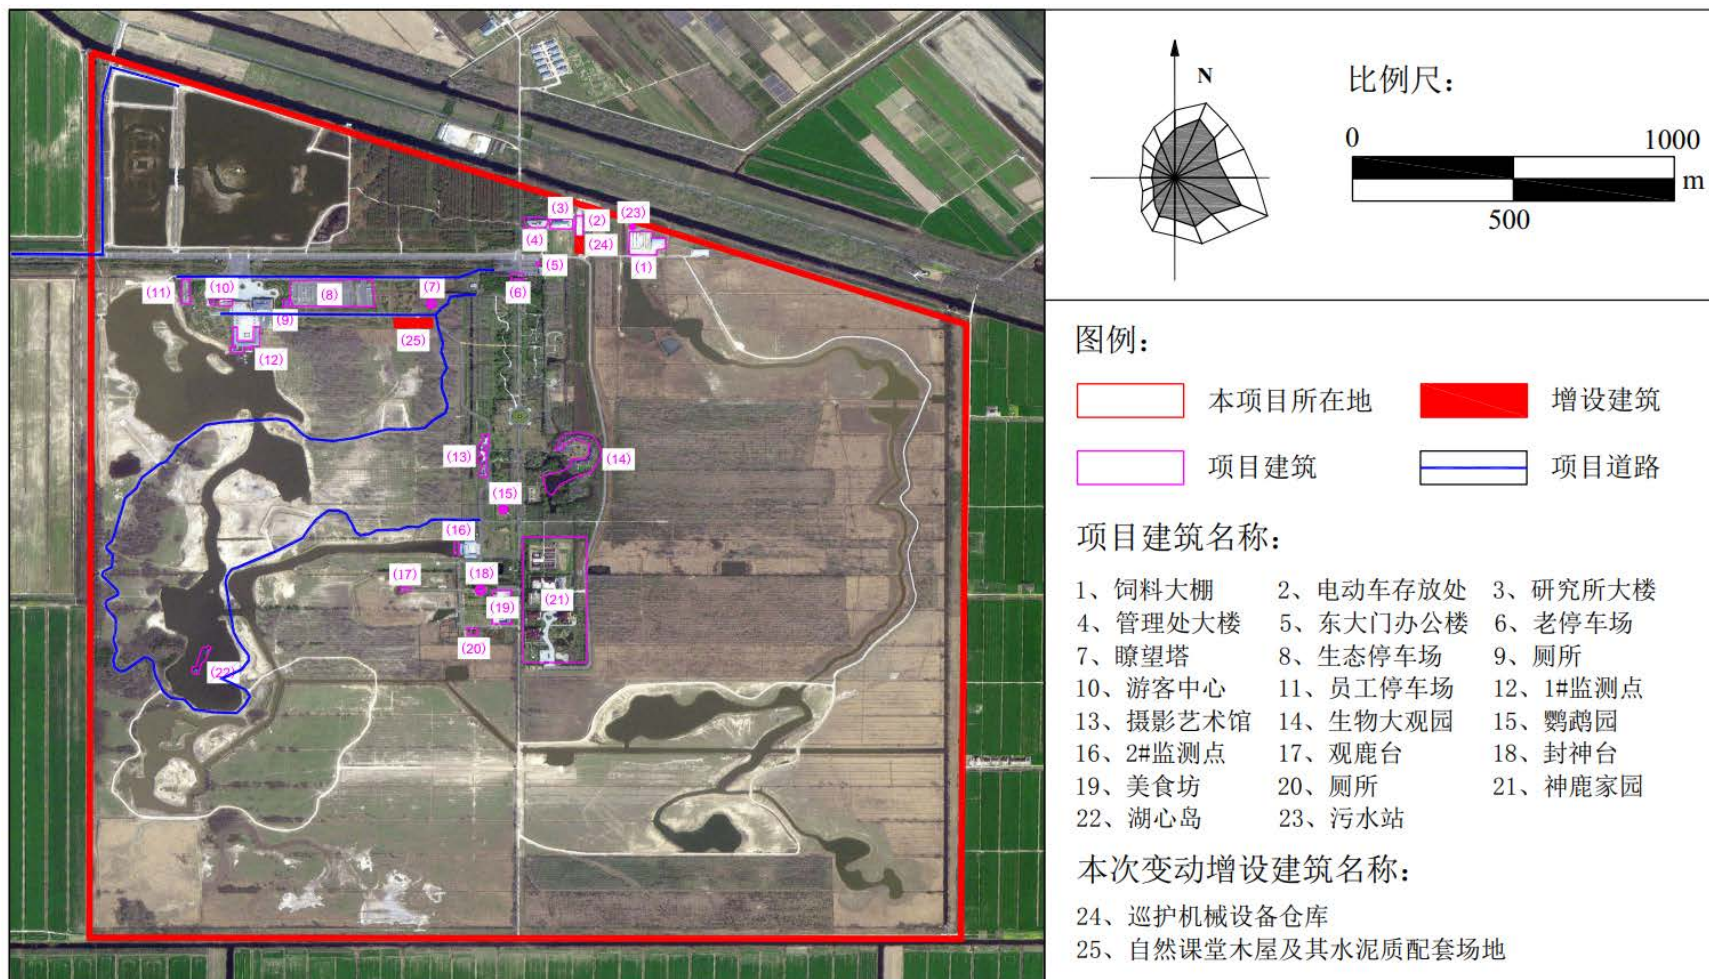 (3)
(2)
(23)
(4)
(24)
(1)
(5)
(6)
(11)
(10)
(8)
(7)
(9)
(25)
(12)
(13)
(14)
(15)
(16)
(17)
(18)
(19)
(21)
(20)
(22)
N
比例尺：
0 1000
m
500
图例：
本项目所在地 增设建筑
项目建筑 项目道路
项目建筑名称：
1、饲料大棚 2、电动车存放处 3、研究所大楼
4、管理处大楼 5、东大门办公楼 6、老停车场
7、瞭望塔 8、生态停车场 9、厕所
10、游客中心 11、员工停车场 12、1#监测点
13、摄影艺术馆 14、生物大观园 15、鹦鹉园
16、2#监测点 17、观鹿台 18、封神台
19、美食坊 20、厕所 21、神鹿家园
22、湖心岛 23、污水站
本次变动增设建筑名称：
24、巡护机械设备仓库
25、自然课堂木屋及其水泥质配套场地